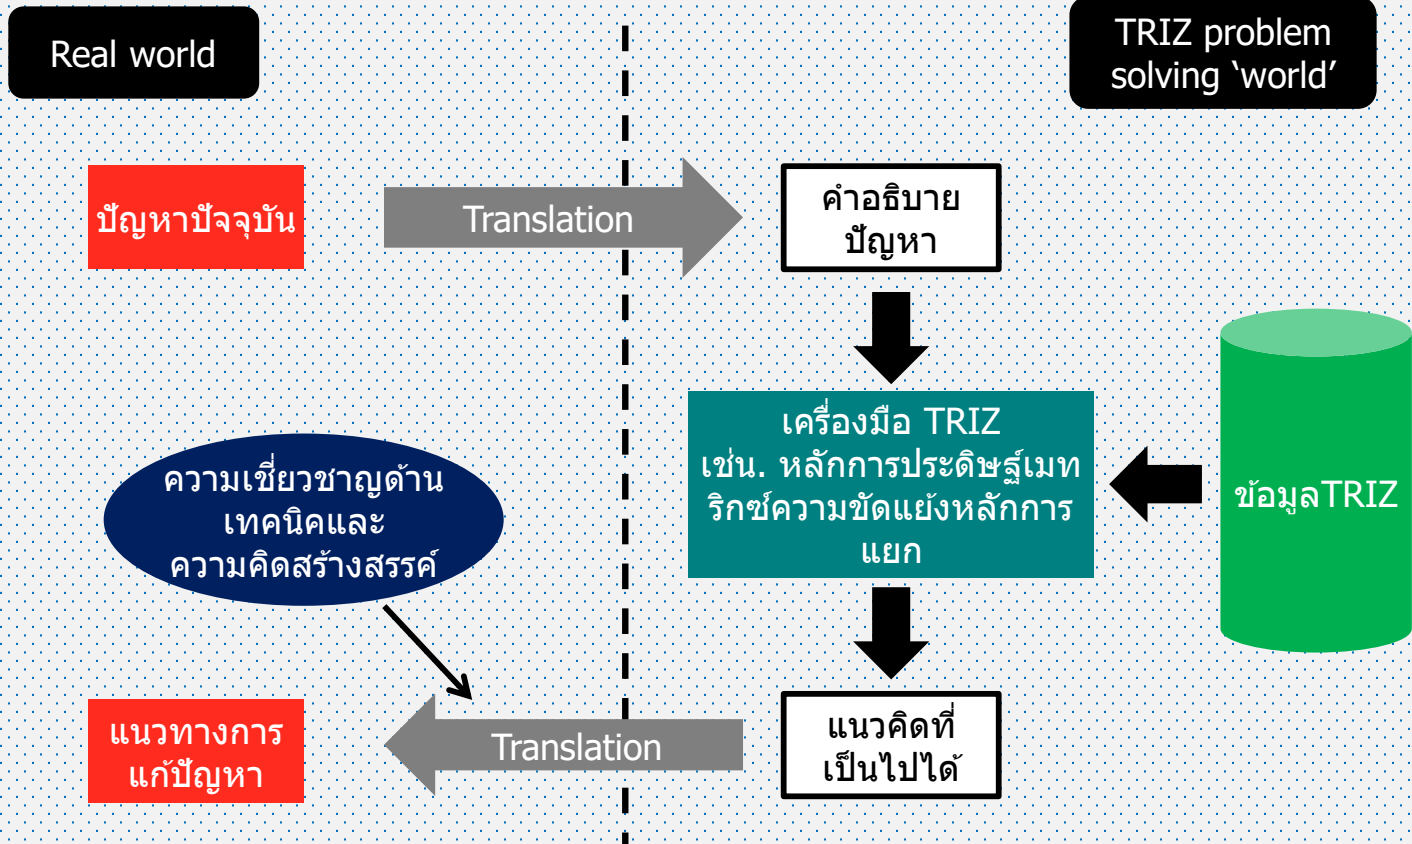 Real world
TRIZ problem
solving ‘world’
ปัญหาปัจจุบัน
Translation
คำอธิบาย
ปัญหา
เครื่องมือ TRIZ
เช่น. หลักการประดิษฐ์เมท
ริกซ์ความขัดแย้งหลักการ
แยก
ข้อมูลTRIZ
ความเชี่ยวชาญด้าน
เทคนิคและ
ความคิดสร้างสรรค์
แนวทางการ
แก้ปัญหา
Translation
แนวคิดที่
เป็นไปได้